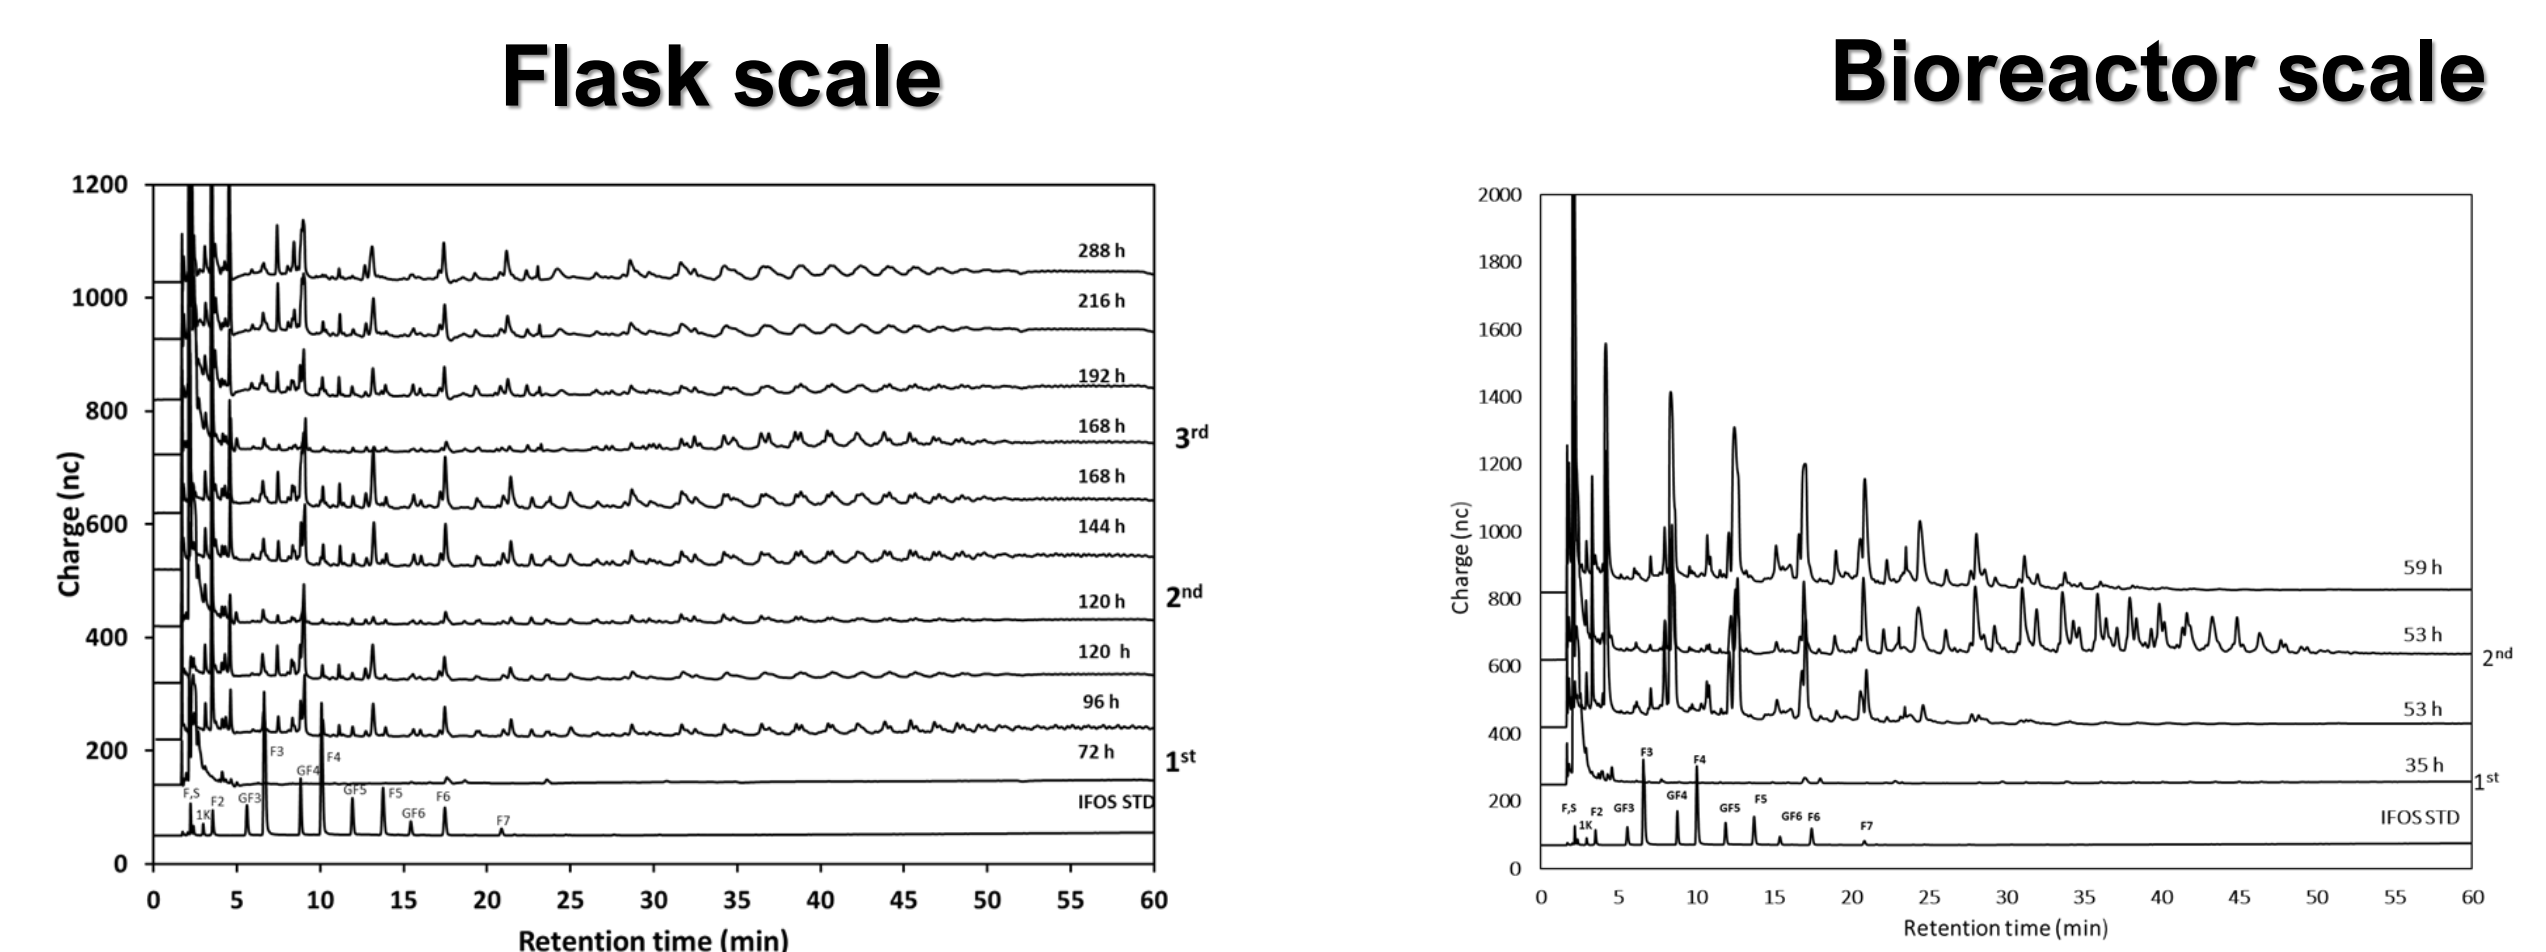 Flask scale
Charge (nc)
1200
1000
800
600
400
200
0
288 h
216 h
192 h
168 h
3rd
168 h
144 h
120 h
2nd
120 h
96 h
72 h
1st
IFOS STD
F,S
1K
F2
GF3
F3
GF4
F4
GF5
F5
GF6
F6
F7
0 5 10 15 20 25 30 35 40 45 50 55 60
Retention time (min)
Bioreactor scale
Charge (nc)
2000
1800
1600
1400
1200
1000
800
600
400
200
0
59 h
53 h
2nd
53 h
35 h
1st
IFOS STD
F,S
1K
F2
GF3
F3
GF4
F4
GF5
F5
GF6
F6
F7
0 5 10 15 20 25 30 35 40 45 50 55 60
Retention time (min)